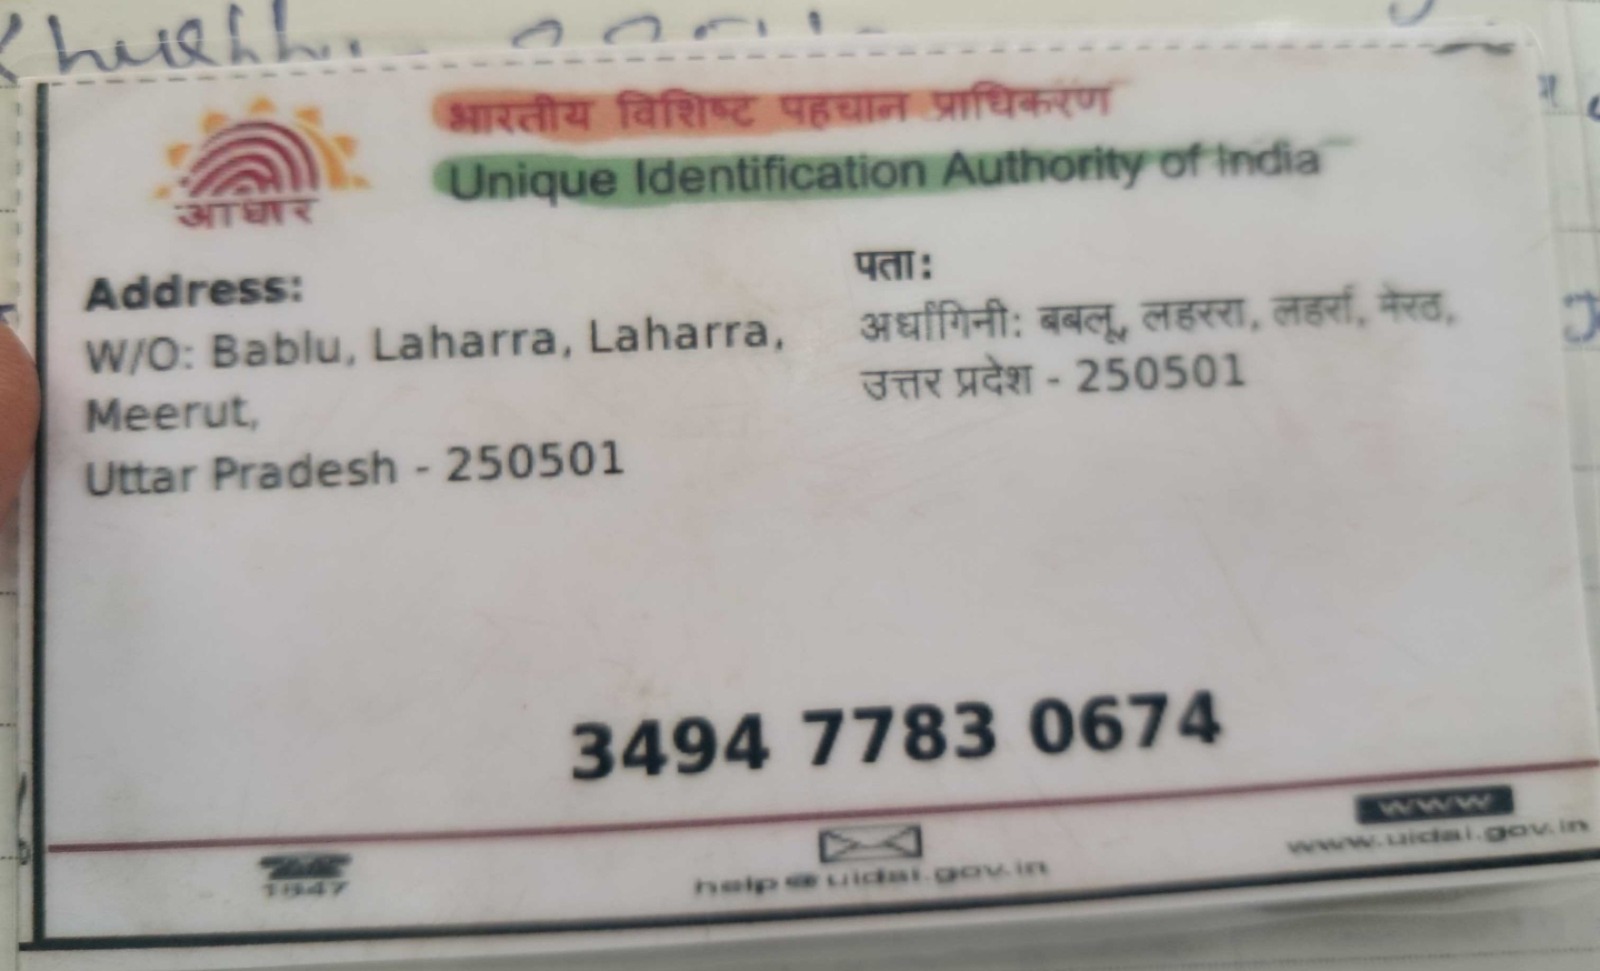 भारतीय विशिष्ट पहचान प्राधिकरण
Unique Identification Authority of India
आधार
Address:
W/O: Bablu, Laharra, Laharra,
Meerut,
Uttar Pradesh - 250501
पता:
अर्धांगिनी: बबलू, लहररा, लहर्रा, मेरठ,
उत्तर प्रदेश - 250501
3494 7783 0674
1947
help@uidai.gov.in
www
www.uidai.gov.in